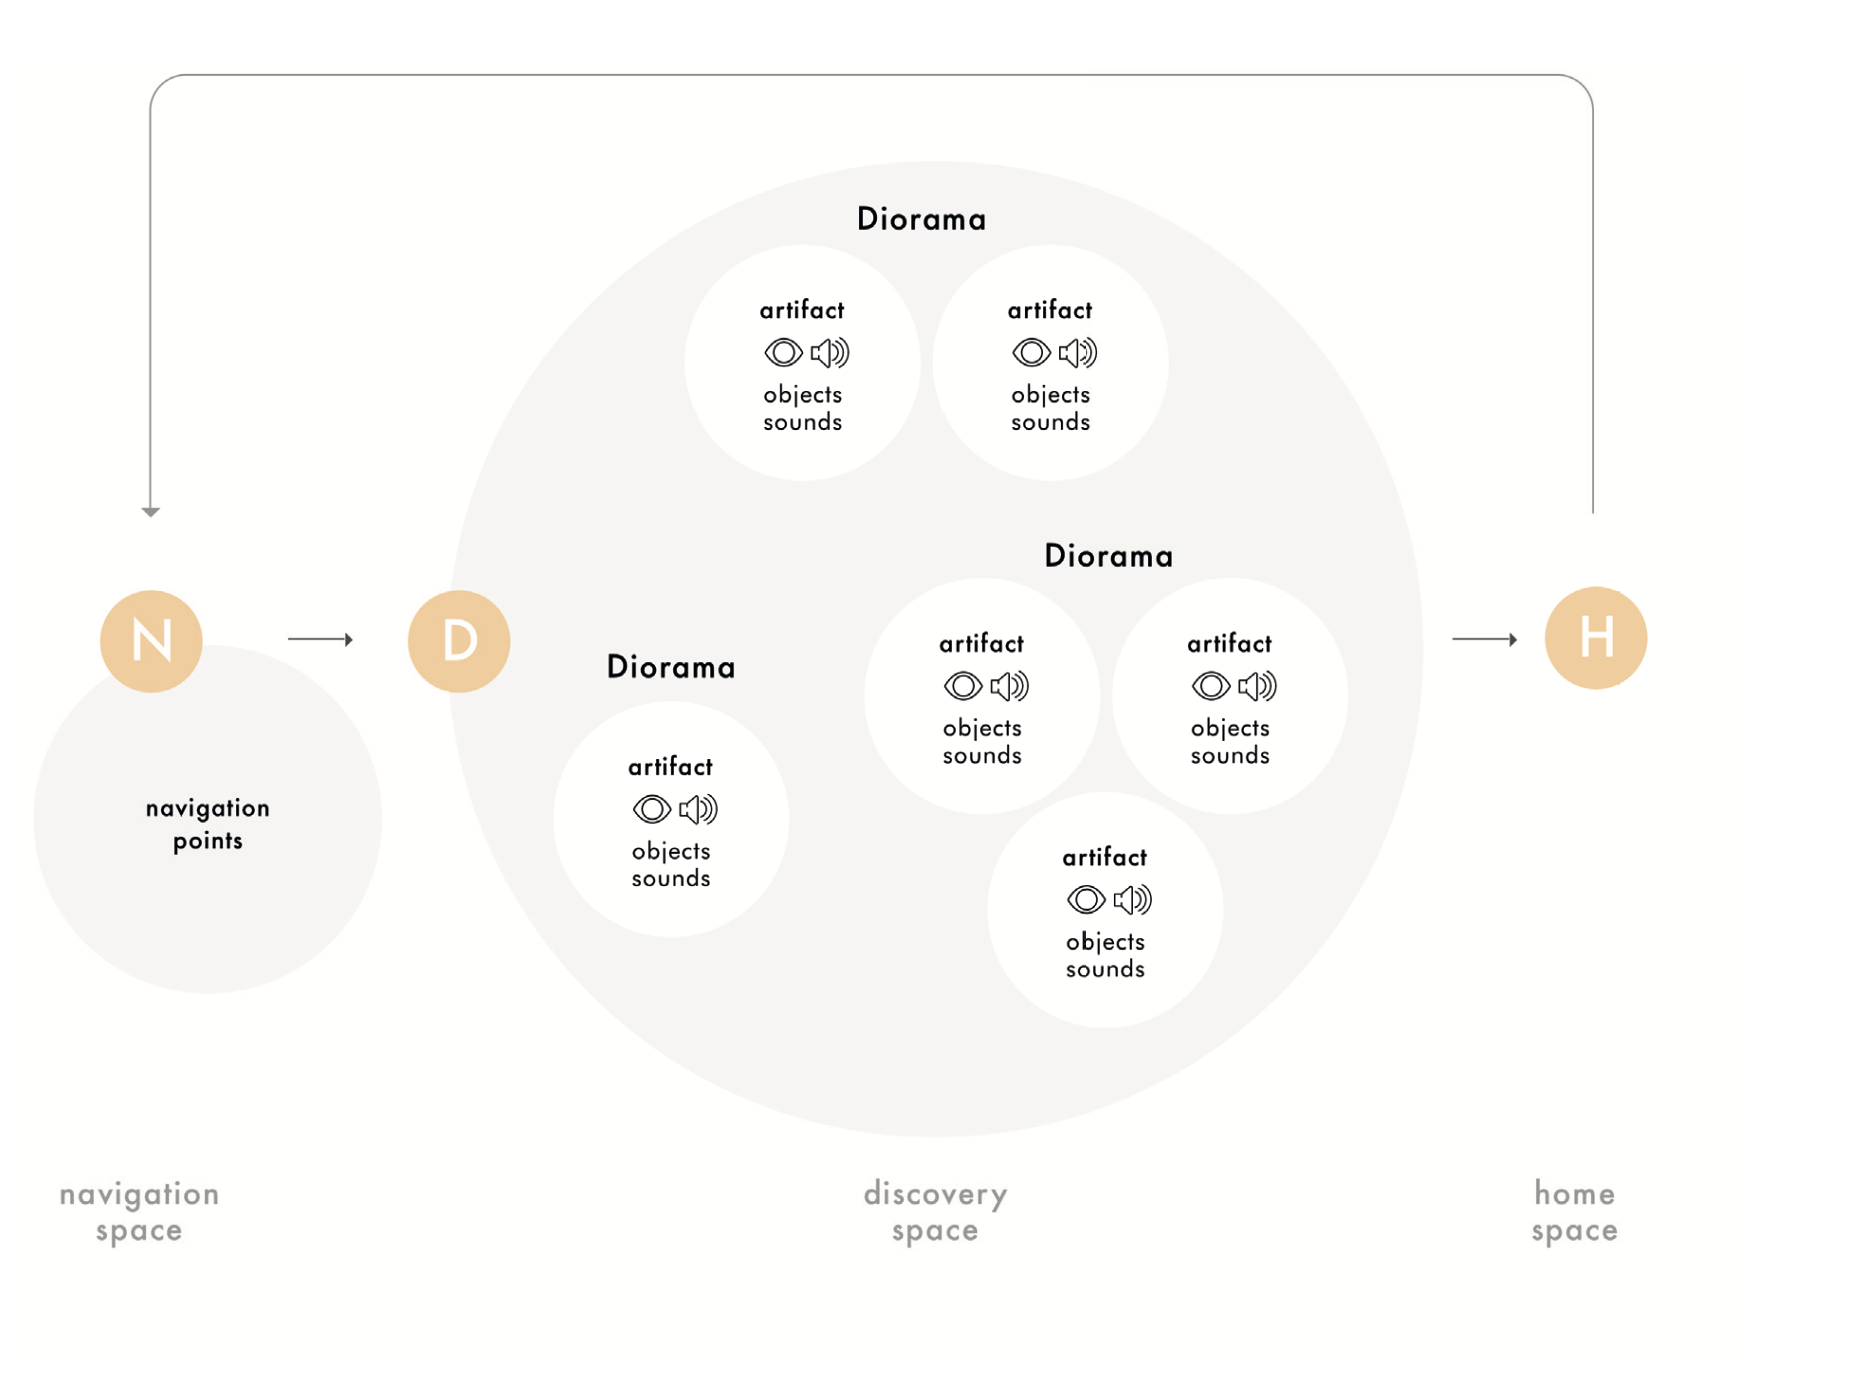 Diorama
artifact
objects
sounds
artifact
objects
sounds
N
navigation
points
D
Diorama
artifact
objects
sounds
Diorama
artifact
objects
sounds
artifact
objects
sounds
artifact
objects
sounds
H
navigation
space
discovery
space
home
space